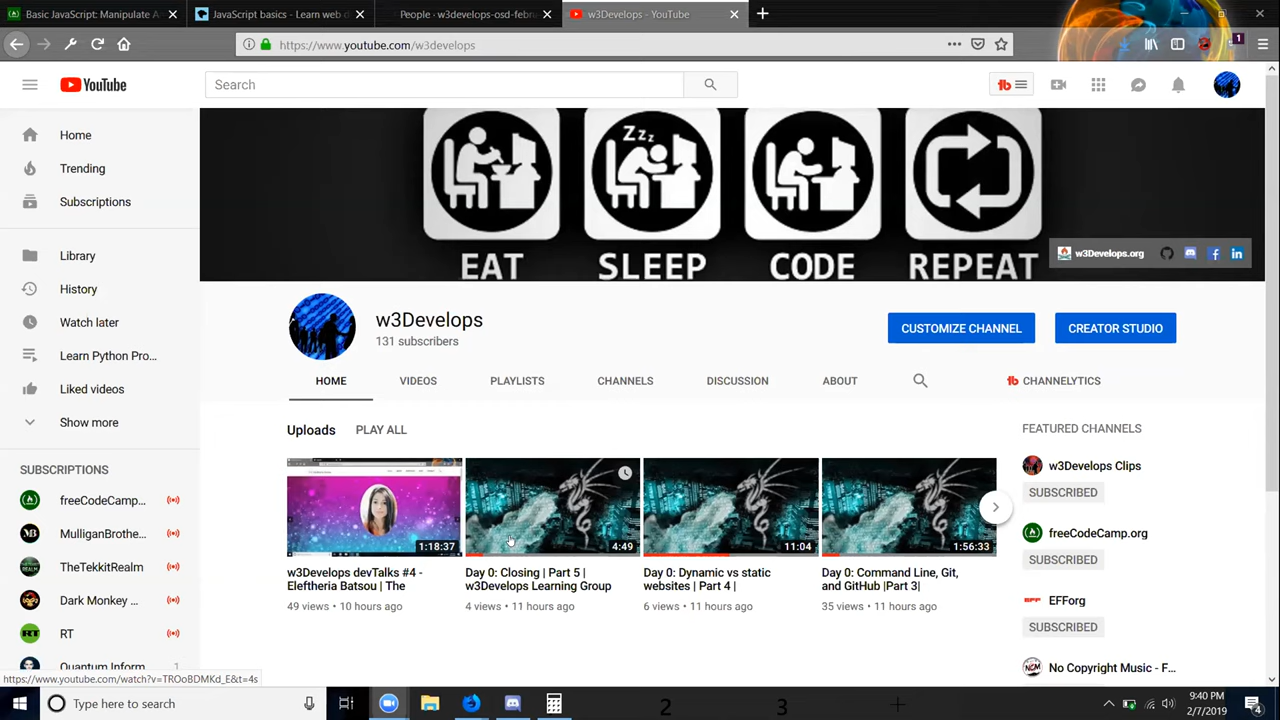 Basic JavaScript: Manipulate A
JavaScript basics - Learn web d
People · w3develops-osd-febru
w3Develops - YouTube
https://www.youtube.com/w3develops
1
YouTube
Search
Home
Trending
Subscriptions
Library
History
Watch later
Learn Python Pro...
Liked videos
Show more
SUBSCRIPTIONS
freeCodeCamp...
MulliganBrothe...
TheTekkitRealm
Dark Monkey ...
RT
Quantum Inform
1
Zzz
EAT
SLEEP
CODE
REPEAT
w3Develops.org
w3Develops
131 subscribers
CUSTOMIZE CHANNEL
CREATOR STUDIO
HOME
VIDEOS
PLAYLISTS
CHANNELS
DISCUSSION
ABOUT
CHANNELYTICS
Uploads
PLAY ALL
1:18:37
4:49
11:04
1:56:33
w3Develops devTalks #4 -
Eleftheria Batsou | The
49 views • 10 hours ago
Day 0: Closing | Part 5 |
w3Develops Learning Group
4 views • 11 hours ago
Day 0: Dynamic vs static
websites | Part 4 |
6 views • 11 hours ago
Day 0: Command Line, Git,
and GitHub |Part 3|
35 views • 11 hours ago
FEATURED CHANNELS
w3Develops Clips
SUBSCRIBED
freeCodeCamp.org
SUBSCRIBED
EFForg
SUBSCRIBED
No Copyright Music - F...
https://www.youtube.com/watch?v=TROoBDMKd_E&t=4s
Type here to search
2
3
9:40 PM
2/7/2019
4